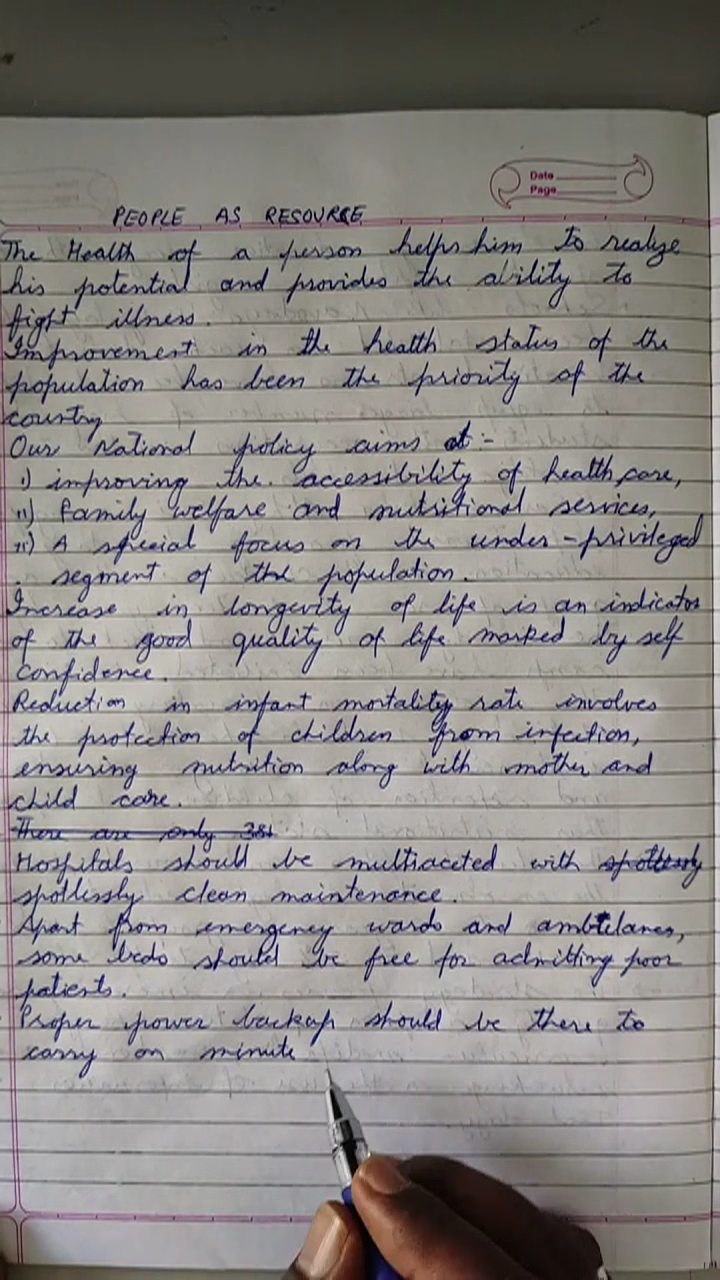 Date
Page
PEOPLE AS RESOURCE
The Health of a person helps him to realize
his potential and provides the ability to
fight illness.
Improvement in the health status of the
population has been the priority of the
country
Our National policy aims at :-
i) improving the accessibility of health care,
ii) family welfare and nutritional services,
iii) A special focus on the under-privileged
segment of the population.
Increase in longevity of life is an indicator
of the good quality of life marked by self
confidence.
Reduction in infant mortality rate involves
the protection of children from infection,
ensuring nutrition along with mother and
child care.
There are only 381
Hospitals should be multiaceted with spotlessly
spotlessly clean maintenance.
Apart from emergency wards and ambulances,
some beds should be free for admitting poor
patients.
Proper power backup should be there to
carry on minute